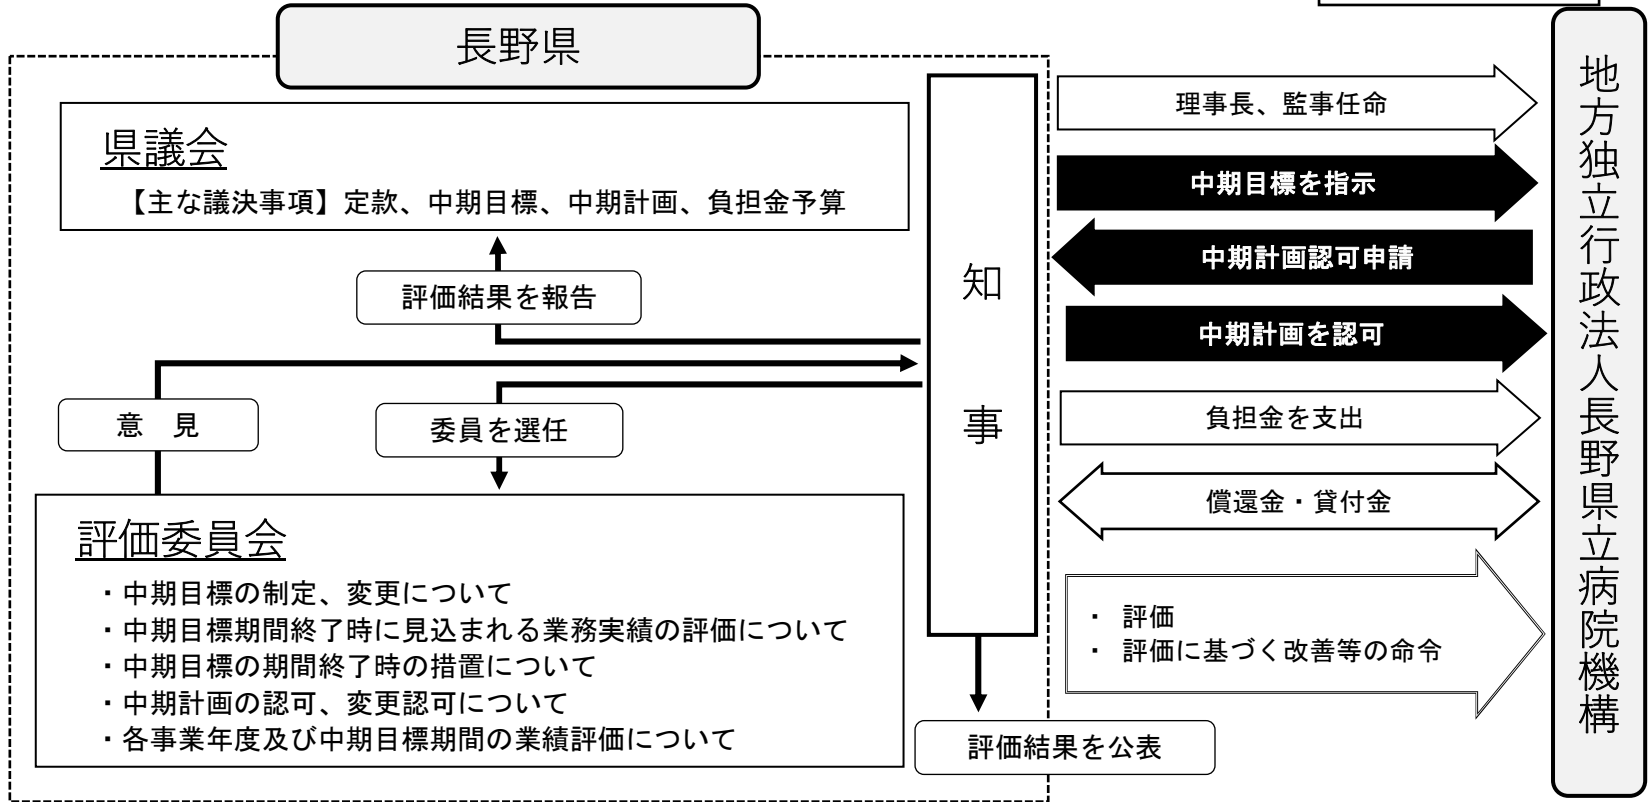 長野県
県議会
【主な議決事項】定款、中期目標、中期計画、負担金予算
評価結果を報告
意　見
委員を選任
評価委員会
・中期目標の制定、変更について
・中期目標期間終了時に見込まれる業務実績の評価について
・中期目標の期間終了時の措置について
・中期計画の認可、変更認可について
・各事業年度及び中期目標期間の業績評価について
知事
評価結果を公表
理事長、監事任命
中期目標を指示
中期計画認可申請
中期計画を認可
負担金を支出
償還金・貸付金
・ 評価
・ 評価に基づく改善等の命令
地方独立行政法人長野県立病院機構